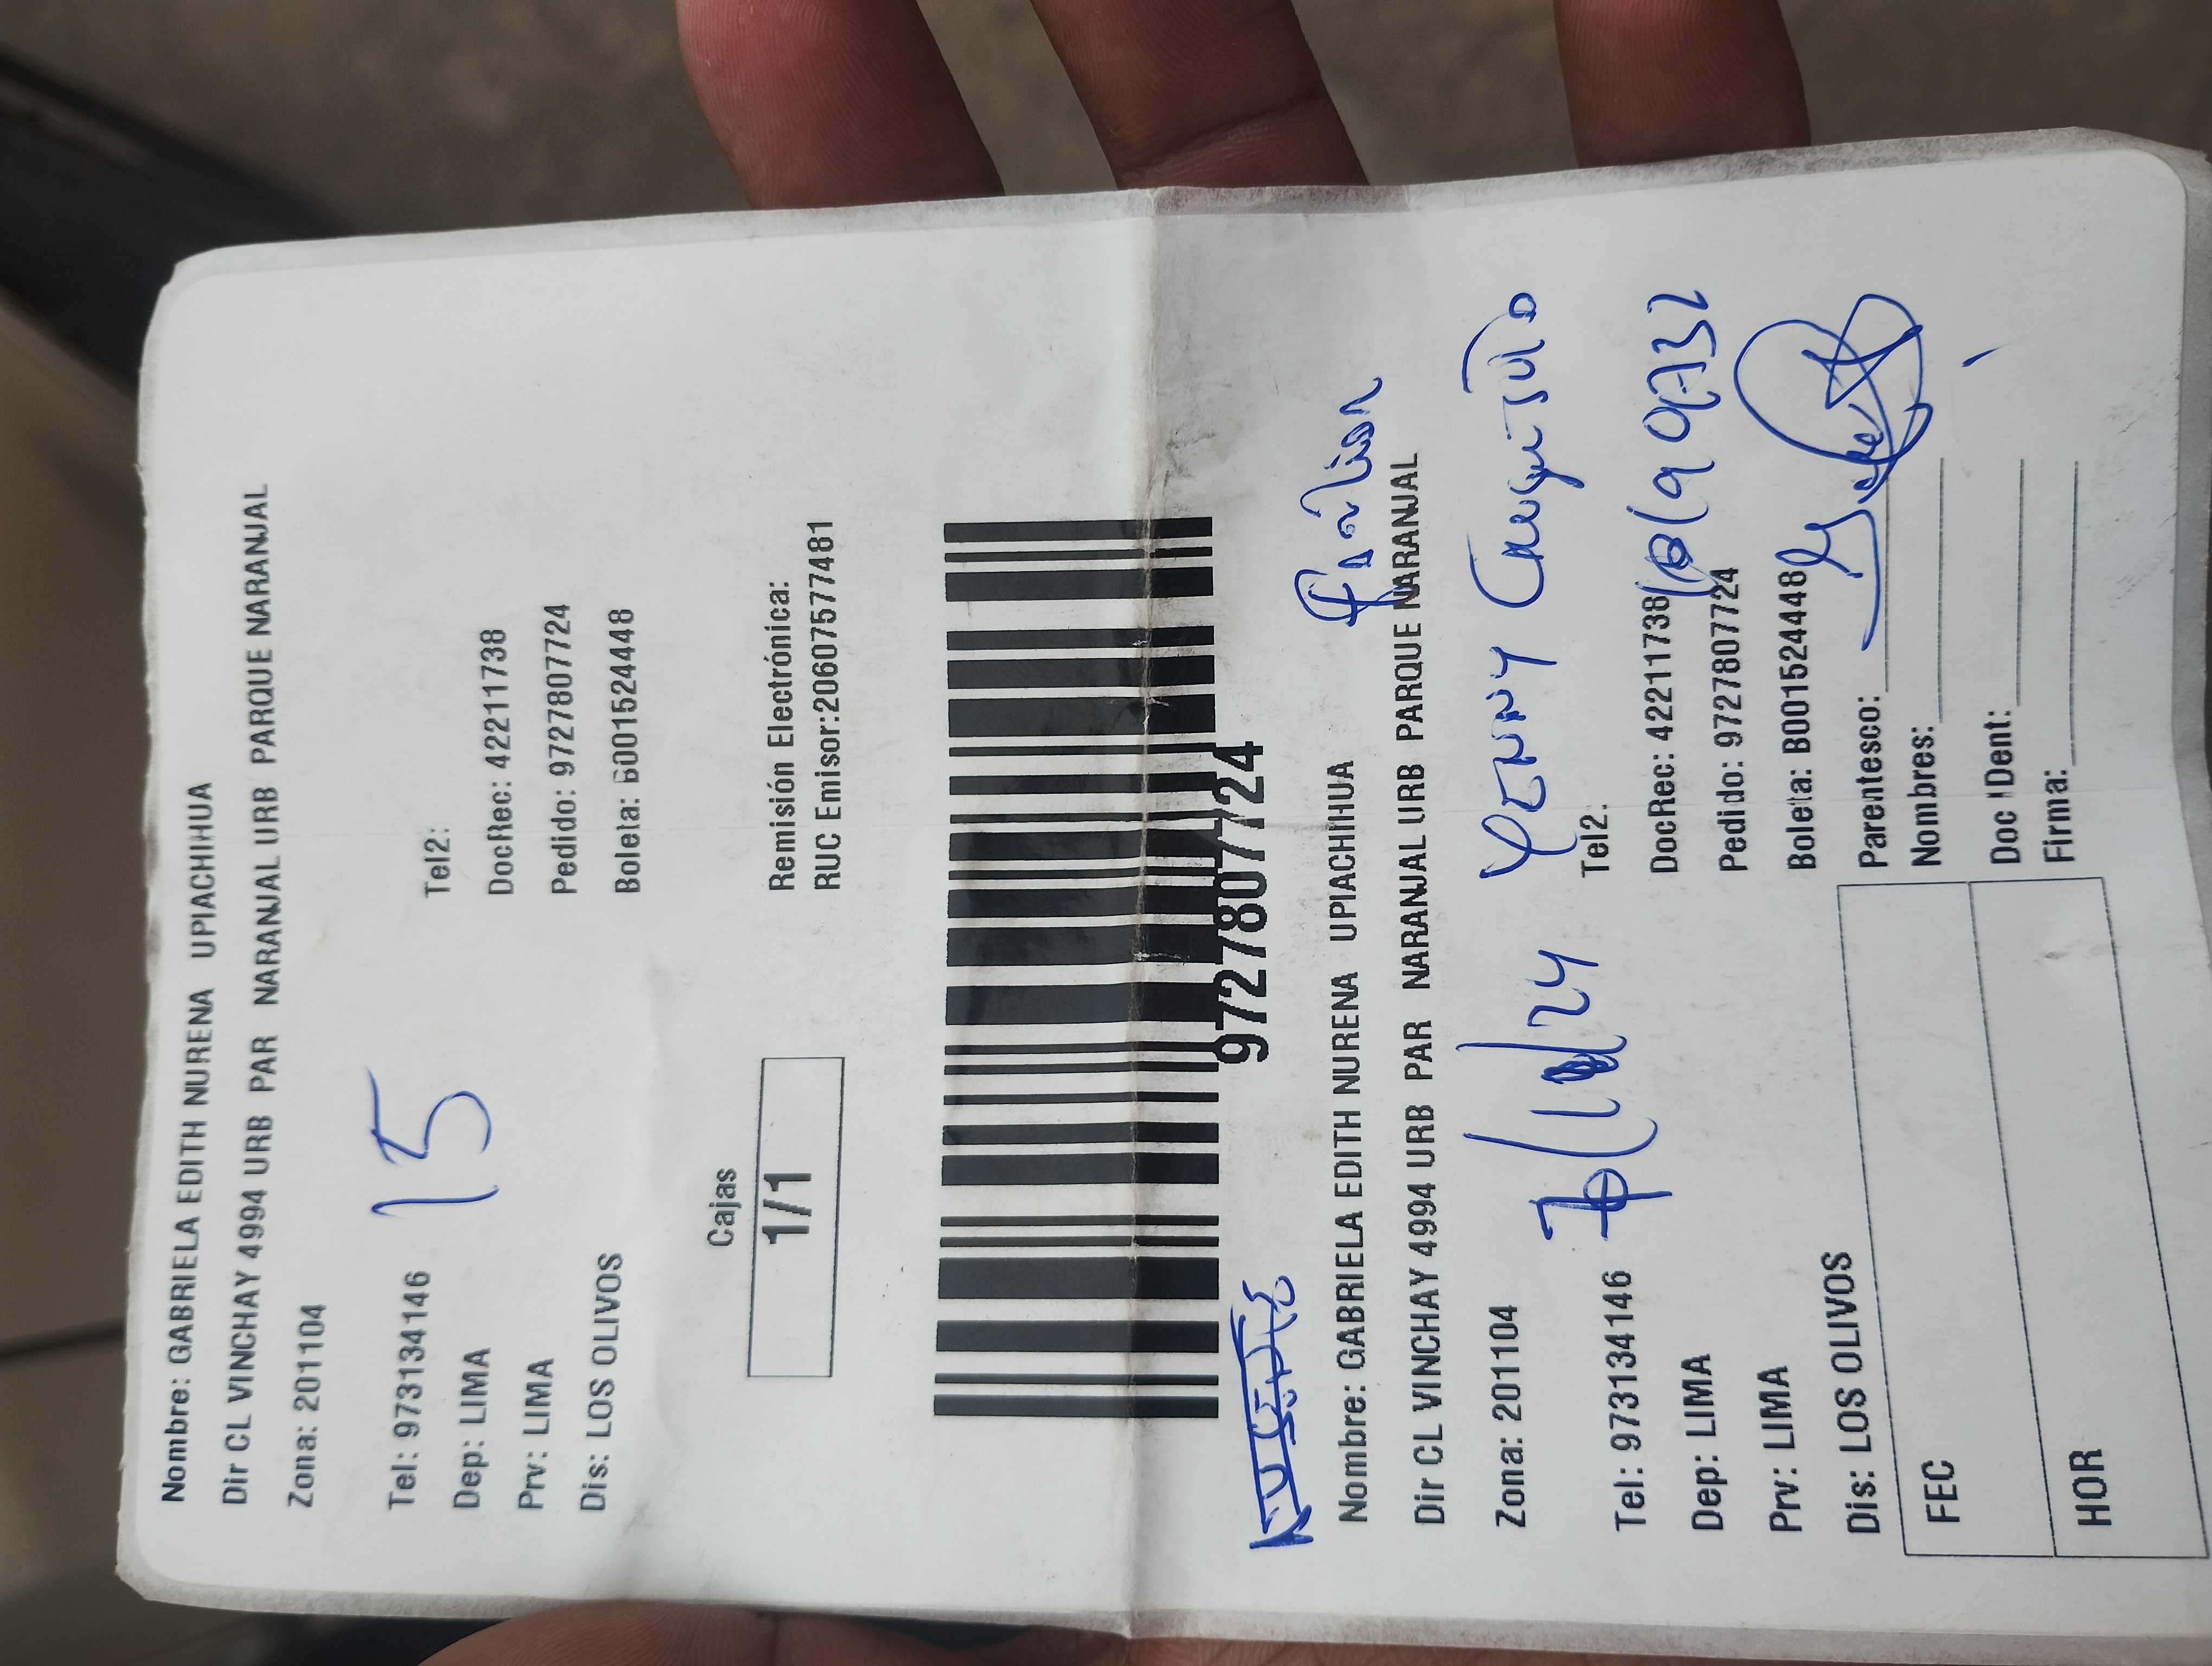 Nombre: GABRIELA EDITH NURENA UPIACHIHUA
Dir CL VINCHAY 4994 URB PAR NARANJAL URB PARQUE NARANJAL
Zona: 201104
Tel: 973134146
15
Tel2:
Dep: LIMA
DocRec: 42211738
Prv: LIMA
Pedido: 972780772​4
Dis: LOS OLIVOS
Boleta: B001524448
Cajas
1/1
Remisión Electrónica:
RUC Emisor:20607577481
9727807724
Nombre: GABRIELA EDITH NURENA UPIACHIHUA
Dir CL VINCHAY 4994 URB PAR NARANJAL URB PARQUE NARANJAL
Zona: 201104
Yenny
Tel: 973134146
Tel2:
Dep: LIMA
DocRec: 42211738
Prv: LIMA
Pedido: 9727807724
Dis: LOS OLIVOS
Boleta: B001524448
FEC
Parentesco:
Nombres:
HOR
Doc Ident:
Firma: